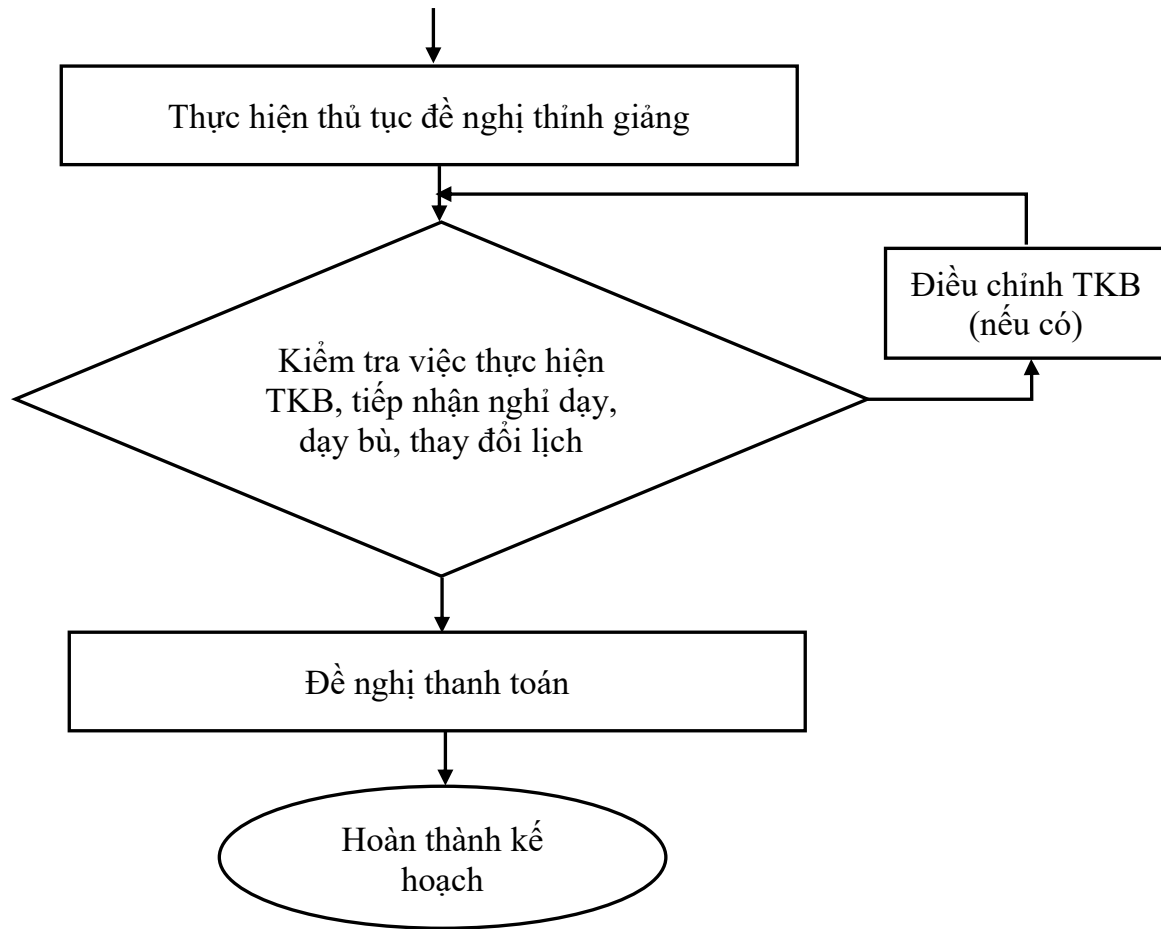 Thực hiện thủ tục đề nghị thỉnh giảng
Điều chỉnh TKB
(nếu có)
Kiểm tra việc thực hiện
TKB, tiếp nhận nghỉ dạy,
dạy bù, thay đổi lịch
Đề nghị thanh toán
Hoàn thành kế
hoạch